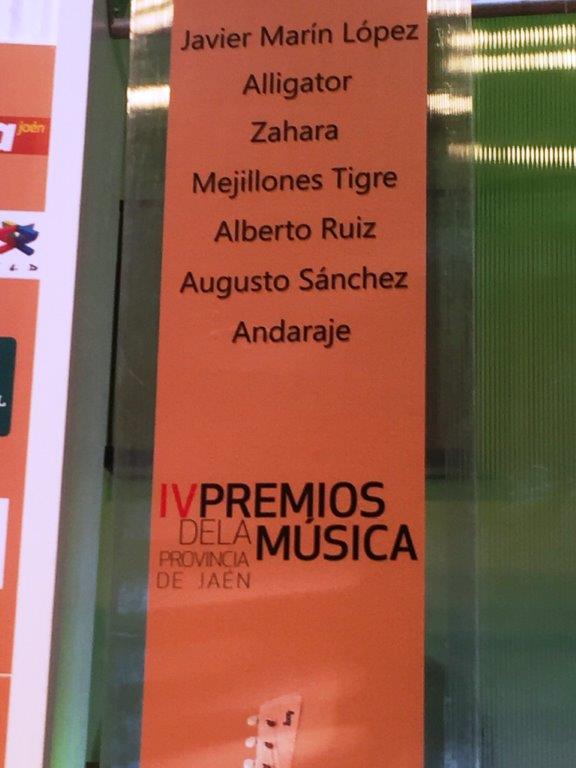 Javier Marín López
Alligator
Zahara
Mejillones Tigre
Alberto Ruiz
Augusto Sánchez
Andaraje
IV PREMIOS
DE LA MÚSICA
PROVINCIA
DE JAÉN
jaén